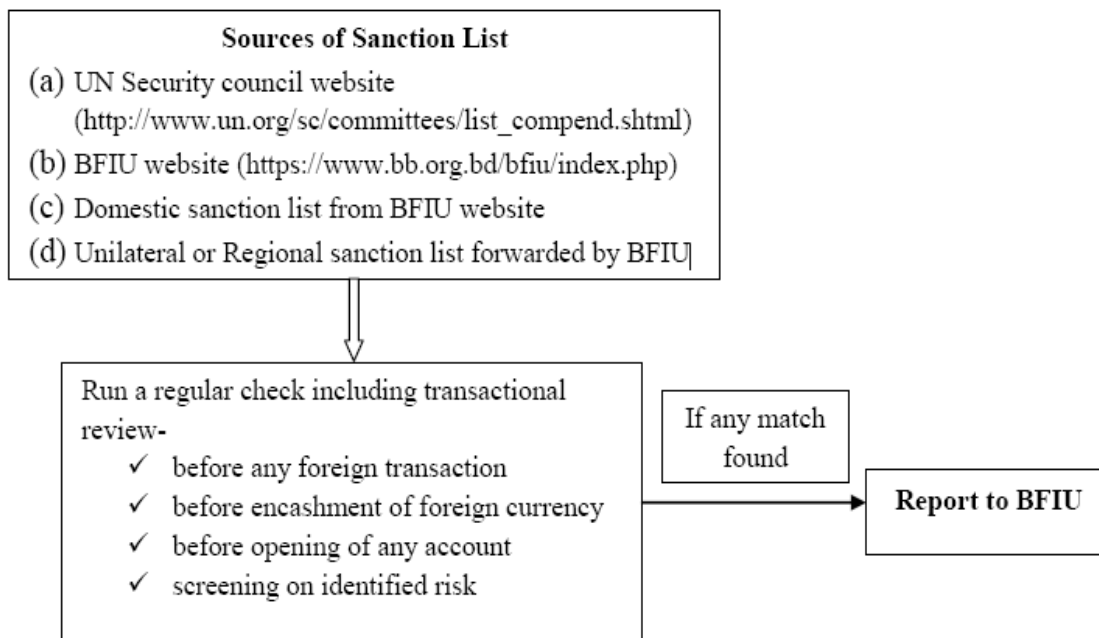 Sources of Sanction List
(a) UN Security council website
(http://www.un.org/sc/committees/list_compend.shtml)
(b) BFIU website (https://www.bb.org.bd/bfiu/index.php)
(c) Domestic sanction list from BFIU website
(d) Unilateral or Regional sanction list forwarded by BFIU
Run a regular check including transactional
review-
✓ before any foreign transaction
✓ before encashment of foreign currency
✓ before opening of any account
✓ screening on identified risk
If any match
found
Report to BFIU